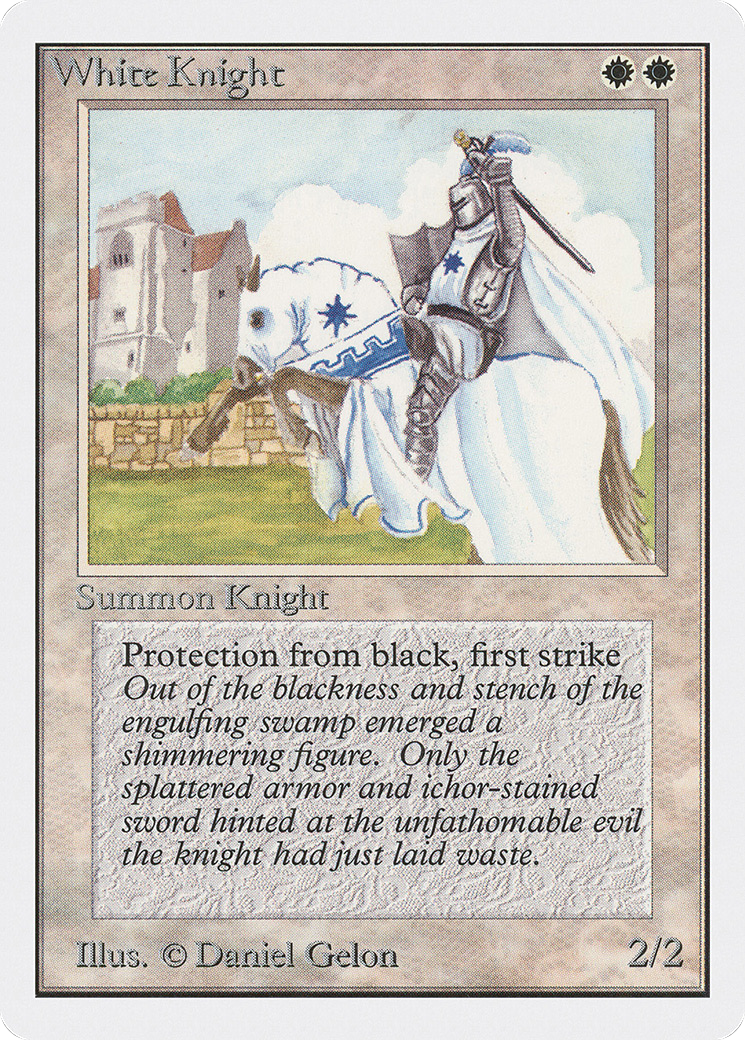 White Knight
Summon Knight
Protection from black, first strike
Out of the blackness and stench of the
engulfing swamp emerged a
shimmering figure. Only the
splattered armor and ichor-stained
sword hinted at the unfathomable evil
the knight had just laid waste.
Illus. © Daniel Gelon
2/2